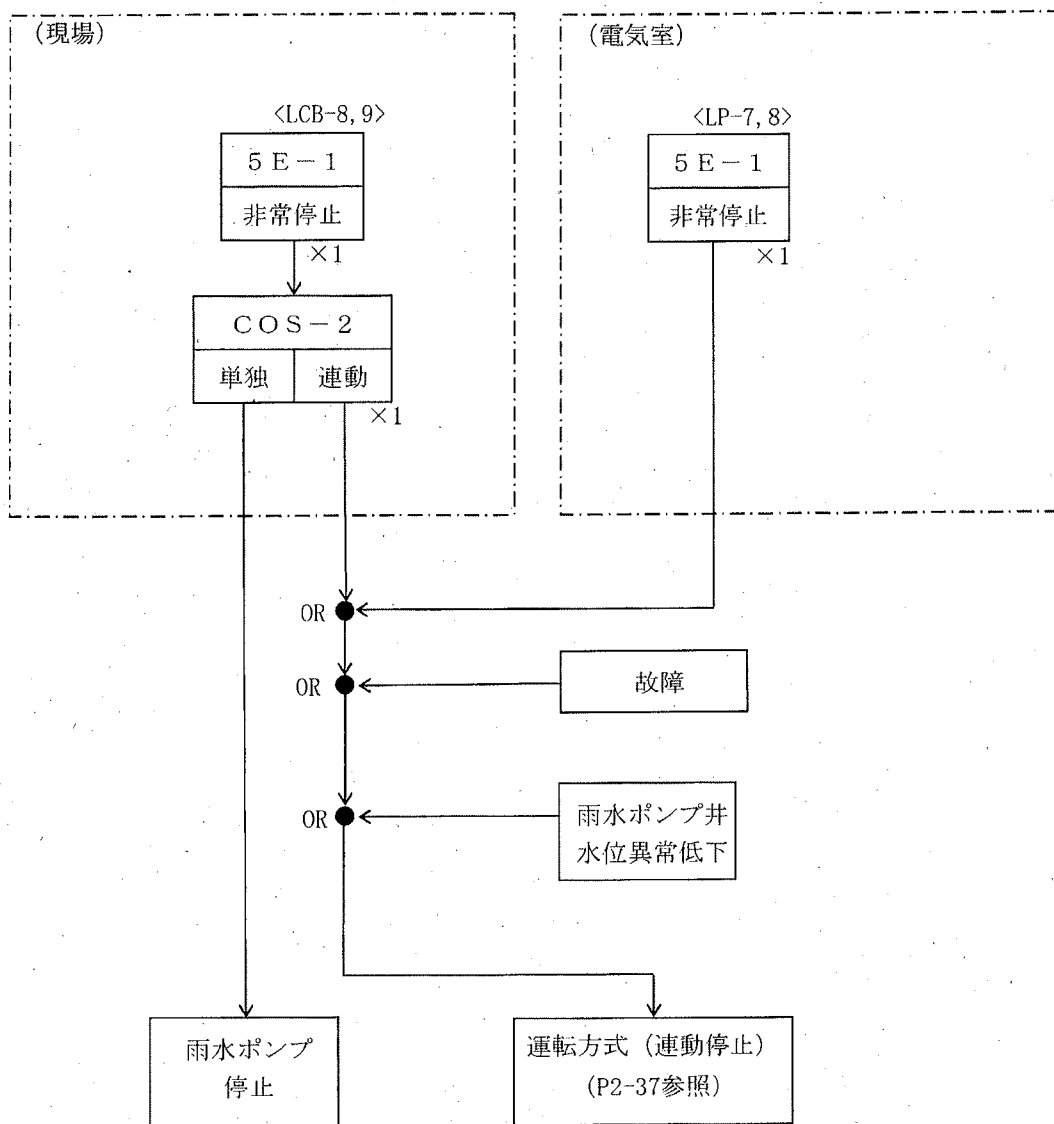 (現場)
<LCB-8,9>
5E-1
非常停止
×1
COS-2
単独
連動
×1
(電気室)
<LP-7,8>
5E-1
非常停止
×1
OR
OR
故障
OR
雨水ポンプ井
水位異常低下
雨水ポンプ
停止
運転方式(連動停止)
(P2-37参照)